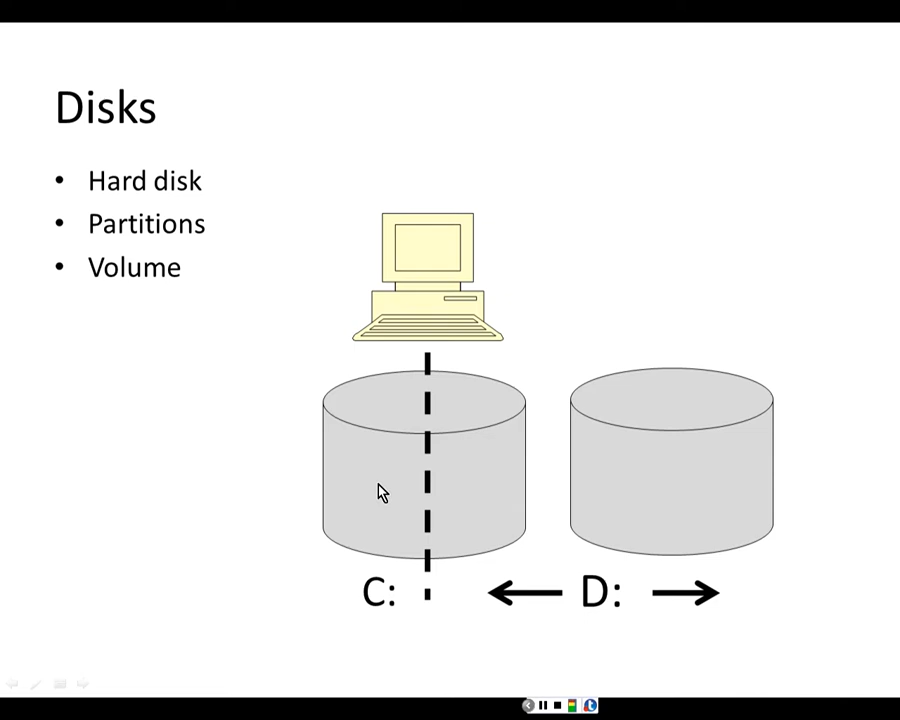 Disks
• Hard disk
• Partitions
• Volume
C:
D: